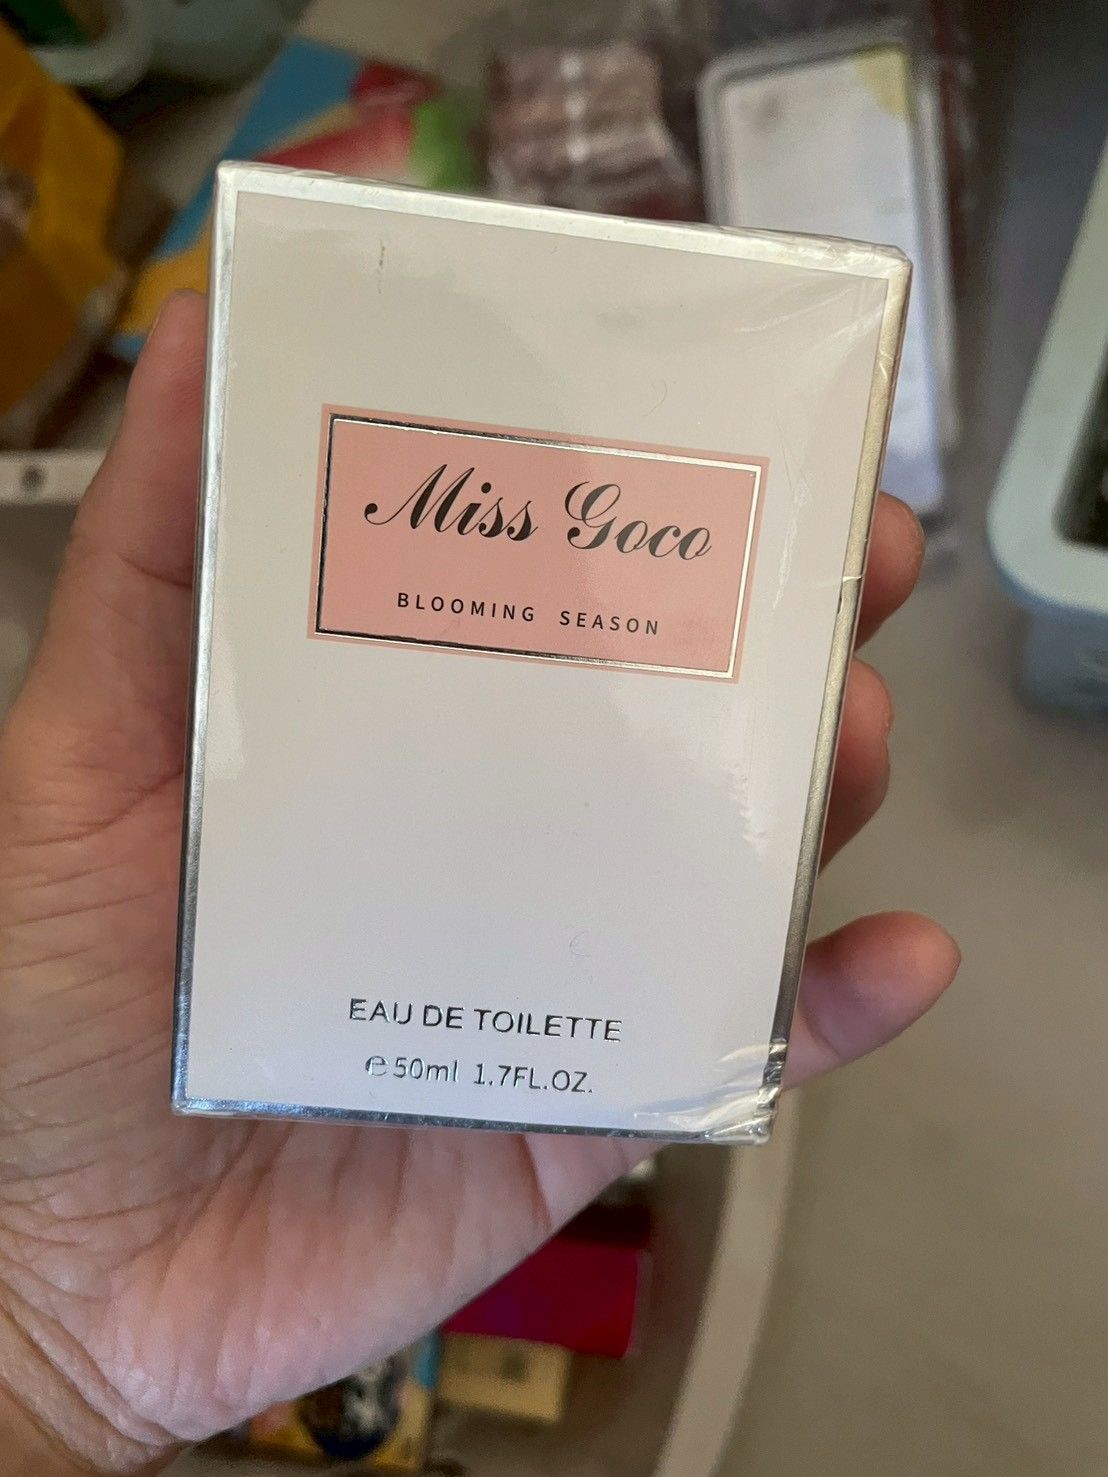 Miss Goco
BLOOMING SEASON
EAU DE TOILETTE
℮50ml 1.7FL.OZ.